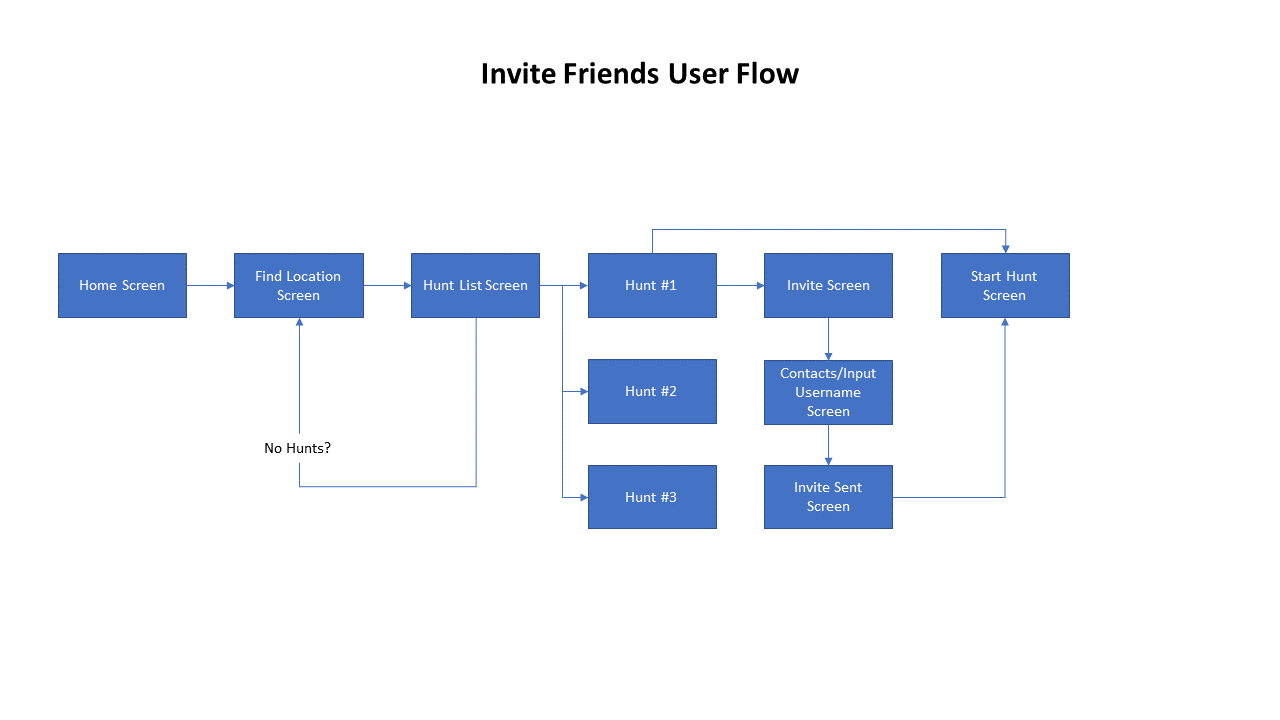 Invite Friends User Flow
Home Screen
Find Location
Screen
Hunt List Screen
Hunt #1
Invite Screen
Start Hunt
Screen
Hunt #2
Contacts/Input
Username
Screen
No Hunts?
Hunt #3
Invite Sent
Screen